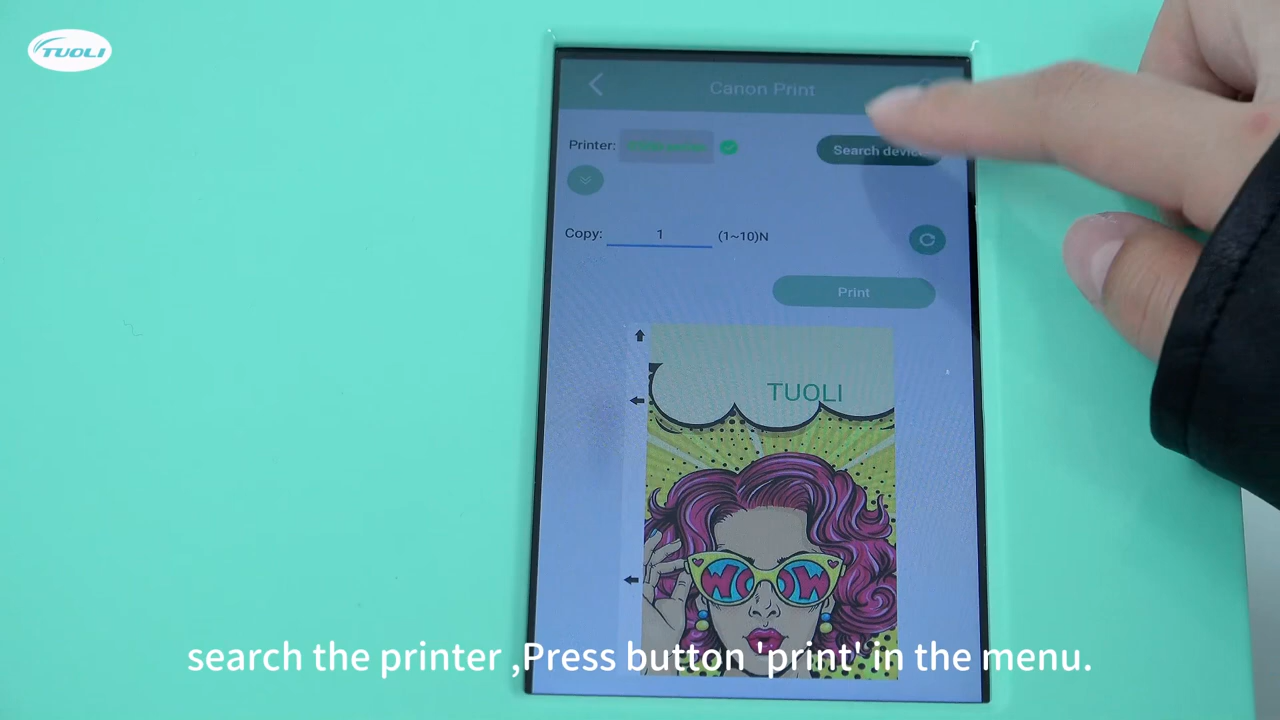 TUOLI
Canon Print
Printer:
Search device
Copy: 1 (1~10)N
Print
TUOLI
WOW
search the printer ,Press button 'print' in the menu.